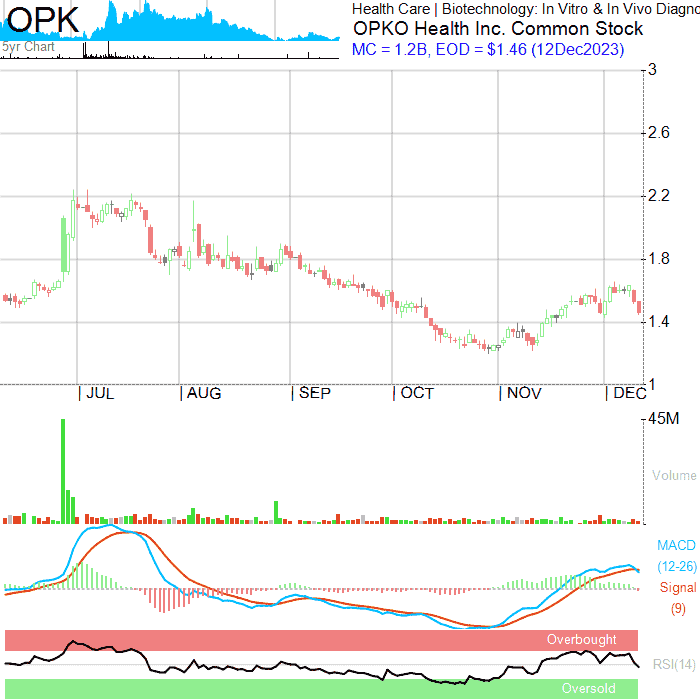 OPK
5yr Chart
Health Care | Biotechnology: In Vitro & In Vivo Diagno
OPKO Health Inc. Common Stock
MC = 1.2B, EOD = $1.46 (12Dec2023)
3
2.6
2.2
1.8
1.4
1
| JUL | AUG | SEP | OCT | NOV | DEC
45M
Volume
MACD
(12-26)
Signal
(9)
Overbought
RSI(14)
Oversold